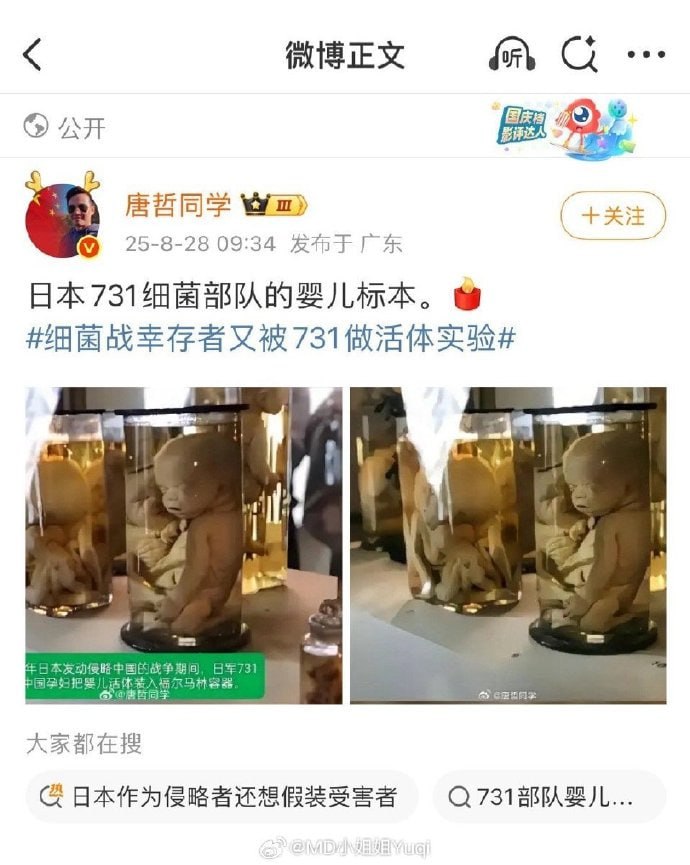 微博正文
听
公开
国庆档
影评达人
唐哲同学 III
V
25-8-28 09:34 发布于 广东
+关注
日本731细菌部队的婴儿标本。
#细菌战幸存者又被731做活体实验#
年日本发动侵略中国的战争期间，日军731
中国孕妇把婴儿活体装入福尔马林容器。
@唐哲同学
@唐哲同学
大家都在搜
热 日本作为侵略者还想假装受害者
731部队婴儿...
@MD小姐姐Yuqi